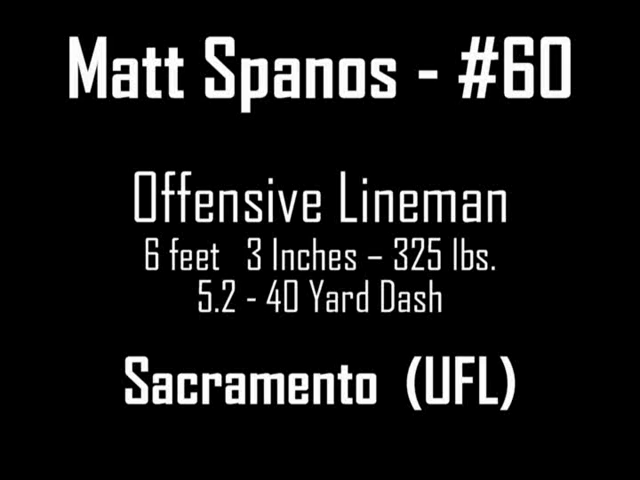 Matt Spanos - #60
Offensive Lineman
6 feet 3 Inches – 325 lbs.
5.2 - 40 Yard Dash
Sacramento (UFL)